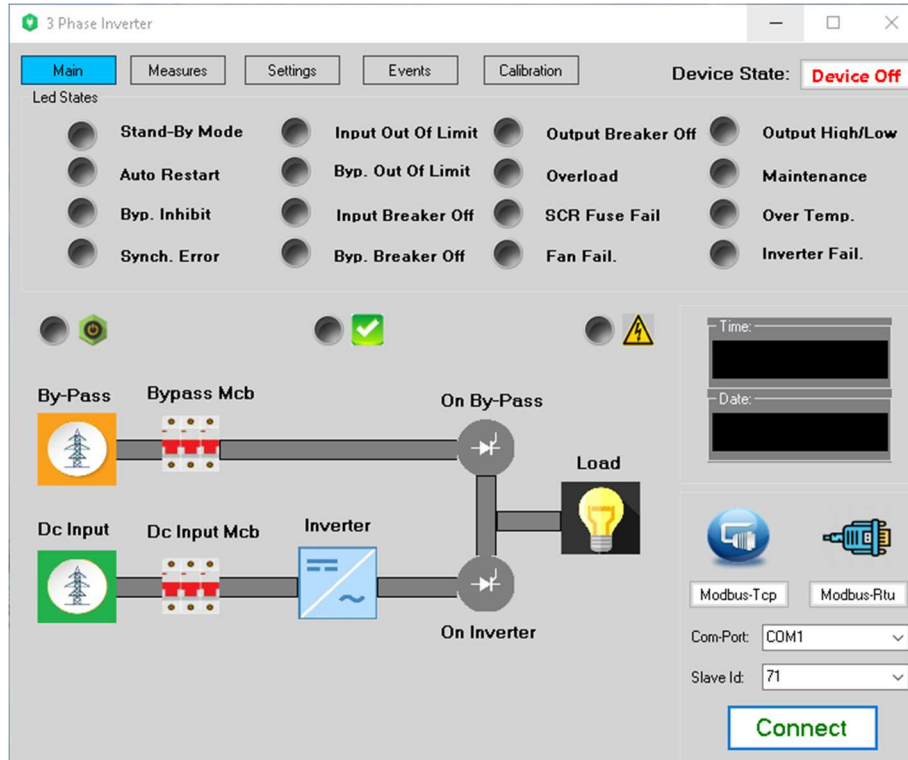 3 Phase Inverter
Main Measures Settings Events Calibration Device State: Device Off
Led States
Stand-By Mode Input Out Of Limit Output Breaker Off Output High/Low
Auto Restart Byp. Out Of Limit Overload Maintenance
Byp. Inhibit Input Breaker Off SCR Fuse Fail Over Temp.
Synch. Error Byp. Breaker Off Fan Fail. Inverter Fail.
Time:
Date:
By-Pass Bypass Mcb On By-Pass
Load
Dc Input Dc Input Mcb Inverter
On Inverter
Modbus-Tcp Modbus-Rtu
Com-Port: COM1
Slave Id: 71
Connect